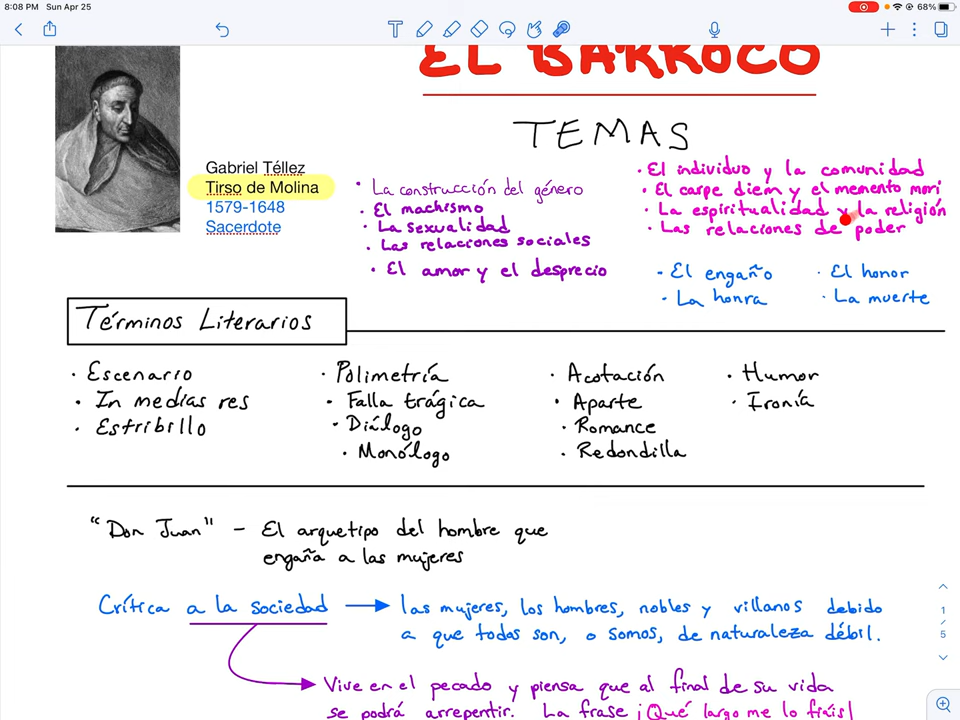 8:08 PM Sun Apr 25
68%
EL BARROCO
TEMAS
Gabriel Téllez
Tirso de Molina
1579-1648
Sacerdote
· La construcción del género
· El machismo
· La sexualidad
· Las relaciones sociales
· El amor y el desprecio
· El individuo y la comunidad
· El carpe diem y el memento mori
· La espiritualidad y la religión
· Las relaciones de poder
· El engaño
· La honra
· El honor
· La muerte
Términos Literarios
· Escenario
· In medias res
· Estribillo
· Polimetría
· Falla trágica
· Diálogo
· Monólogo
· Acotación
· Aparte
· Romance
· Redondilla
· Humor
· Ironía
"Don Juan" - El arquetipo del hombre que
engaña a las mujeres
Crítica a la sociedad → las mujeres, los hombres, nobles y villanos debido
a que todos son, o somos, de naturaleza débil.
Vive en el pecado y piensa que al final de su vida
se podrá arrepentir. La frase ¡Qué largo me lo fiáis!
1
/
5